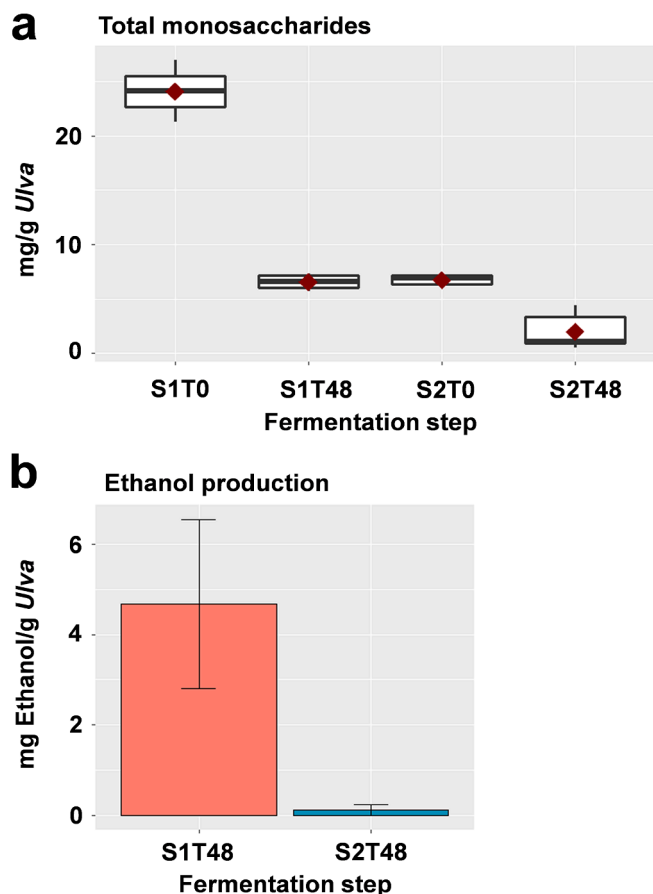 a
Total monosaccharides
mg/g Ulva
20
10
0
S1T0 S1T48 S2T0 S2T48
Fermentation step
b
Ethanol production
mg Ethanol/g Ulva
6
4
2
0
S1T48 S2T48
Fermentation step